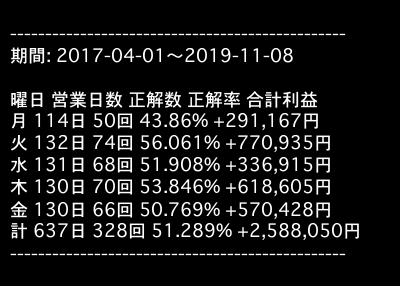 ------------------------------------------------
期間: 2017-04-01〜2019-11-08
曜日 営業日数 正解数 正解率 合計利益
月 114日 50回 43.86% +291,167円
火 132日 74回 56.061% +770,935円
水 131日 68回 51.908% +336,915円
木 130日 70回 53.846% +618,605円
金 130日 66回 50.769% +570,428円
計 637日 328回 51.289% +2,588,050円
------------------------------------------------